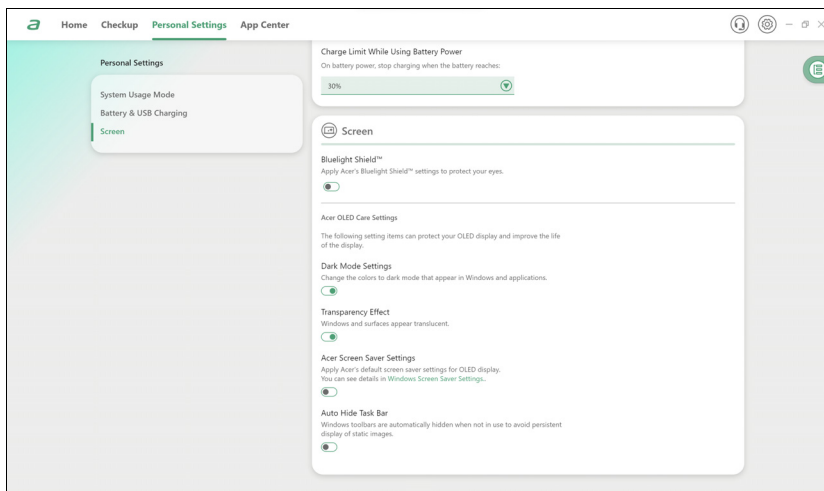 Home Checkup Personal Settings App Center
Personal Settings
System Usage Mode
Battery & USB Charging
Screen
Charge Limit While Using Battery Power
On battery power, stop charging when the battery reaches:
30%
Screen
Bluelight Shield™
Apply Acer's Bluelight Shield™ settings to protect your eyes.
Acer OLED Care Settings
The following setting items can protect your OLED display and improve the life
of the display.
Dark Mode Settings
Change the colors to dark mode that appear in Windows and applications.
Transparency Effect
Windows and surfaces appear translucent.
Acer Screen Saver Settings
Apply Acer's default screen saver settings for OLED display.
You can see details in Windows Screen Saver Settings..
Auto Hide Task Bar
Windows toolbars are automatically hidden when not in use to avoid persistent
display of static images.